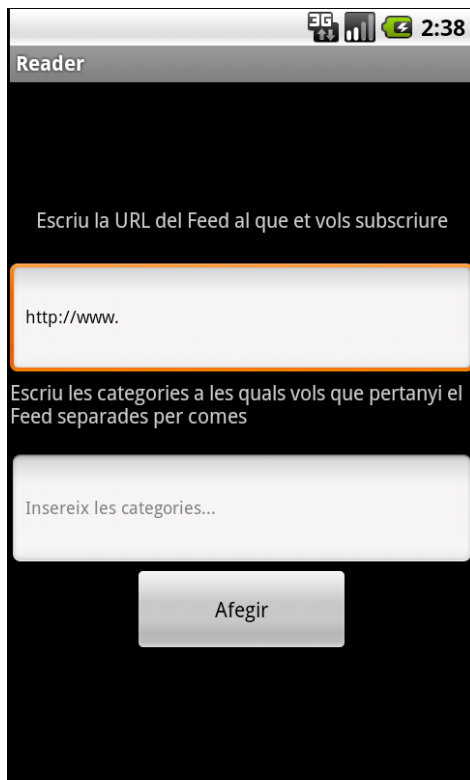 3G 2:38
Reader
Escriu la URL del Feed al que et vols subscriure
http://www.
Escriu les categories a les quals vols que pertanyi el
Feed separades per comes
Insereix les categories...
Afegir